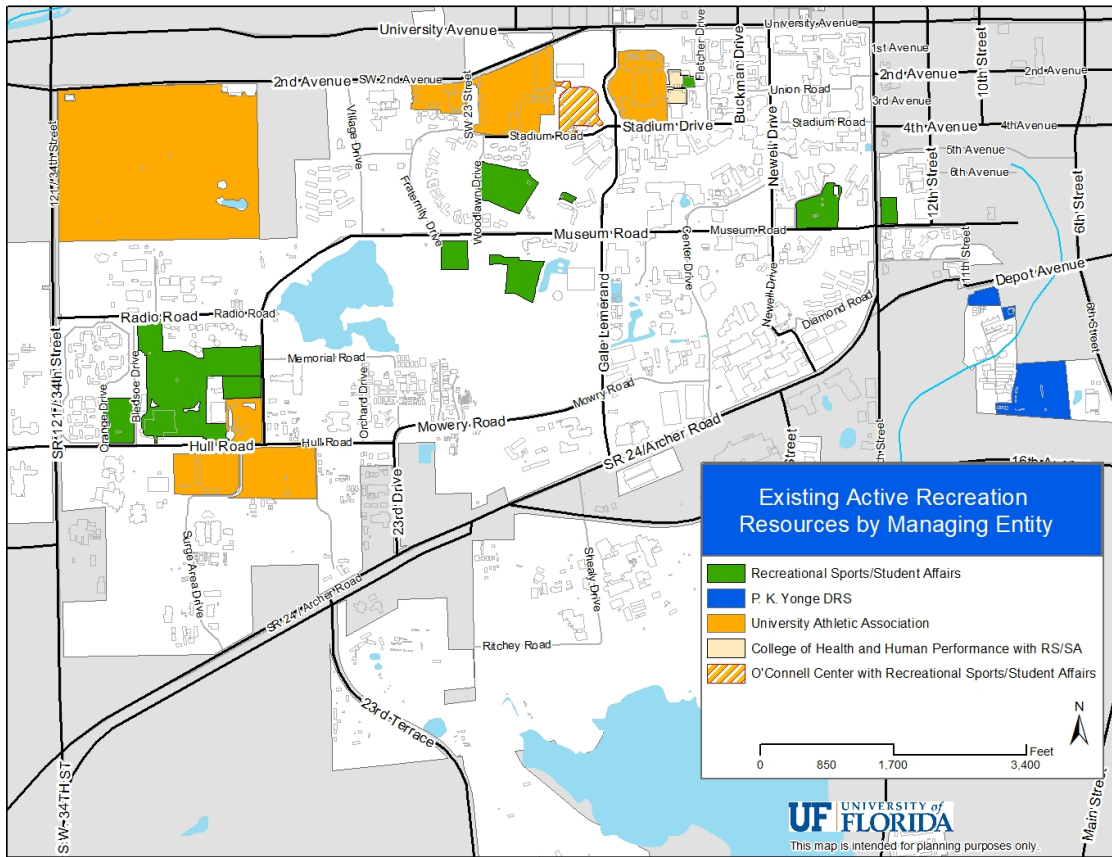 University Avenue
University Avenue
Fletcher Drive
Buckman Drive
1st Avenue
2nd Avenue
2nd Avenue
10th Street
2nd Avenue
SW 2nd Avenue
SW 23 Street
Union Road
3rd Avenue
Village Drive
Stadium Road
Stadium Drive
Stadium Road
4th Avenue
4thAvenue
5th Avenue
6th Avenue
12th Street
6th Street
Newell Drive
Fraternity Drive
Woodlawn Drive
Museum Road
Museum Road
Center Drive
11th Street
Depot Avenue
Radio Road
Radio Road
Gale Lemerand
Newell Drive
Diamond Road
6th Street
SR 121 / 34th Street
Memorial Road
Orange Drive
Bledsoe Drive
Orchard Drive
Mowry Road
Mowery Road
Hull Road
Hull Road
SR 24/Archer Road
23rd Drive
Surge Area Drive
Shealy Drive
SR 24 / Archer Road
Ritchey Road
23rd Terrace
S.W. 34TH ST
Main Street
Existing Active Recreation
Resources by Managing Entity
Recreational Sports/Student Affairs
P. K. Yonge DRS
University Athletic Association
College of Health and Human Performance with RS/SA
O'Connell Center with Recreational Sports/Student Affairs
N
Feet
0 850 1,700 3,400
UF UNIVERSITY of
FLORIDA
This map is intended for planning purposes only.